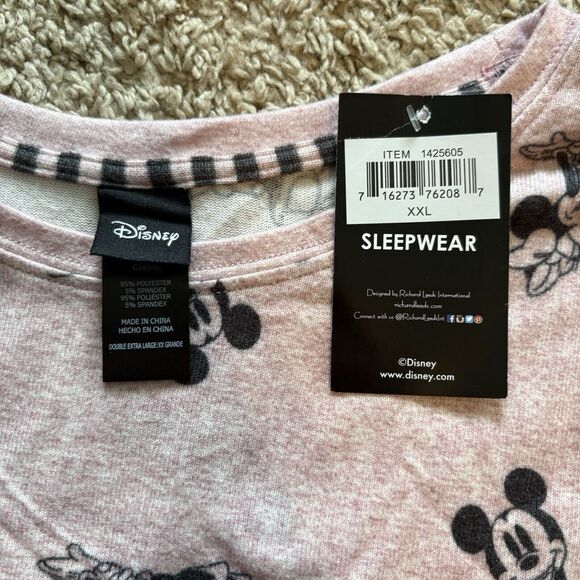 Disney
95% POLYESTER
5% SPANDEX
95% POLIÉSTER
5% SPANDEX
MADE IN CHINA
HECHO EN CHINA
DOUBLE EXTRA LARGE:XX GRANDE
ITEM 1425605
7 16273 76208 7
XXL
SLEEPWEAR
Designed by Richard Leeds International
richardleeds.com
Connect with us @RichardLeedsInt
©Disney
www.disney.com